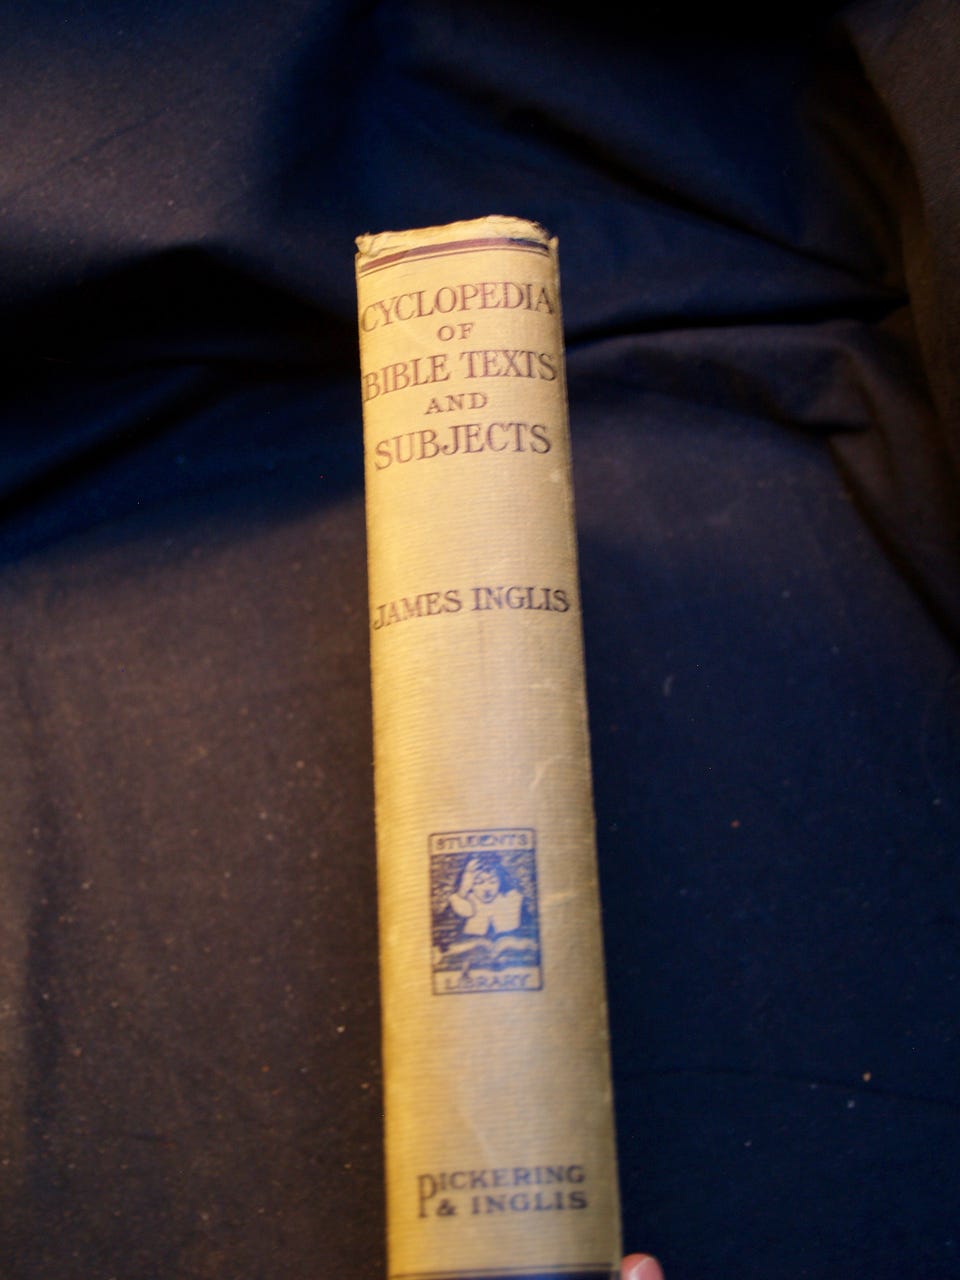 CYCLOPEDIA
OF
BIBLE TEXTS
AND
SUBJECTS
JAMES INGLIS
STUDENTS
LIBRARY
PICKERING
& INGLIS